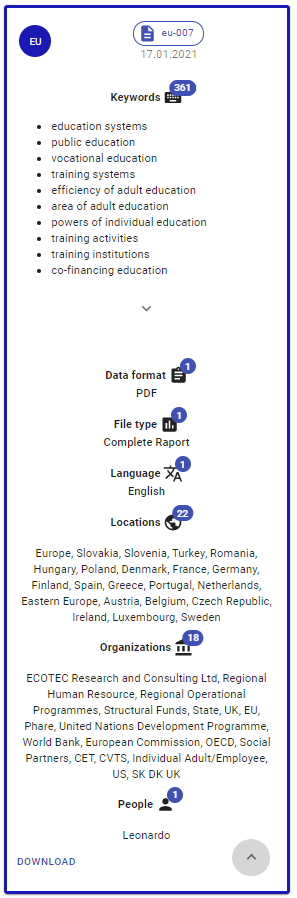 EU
eu-007
17.01.2021
Keywords 361
education systems
public education
vocational education
training systems
efficiency of adult education
area of adult education
powers of individual education
training activities
training institutions
co-financing education
Data format 1
PDF
File type 1
Complete Raport
Language 1
English
Locations 22
Europe, Slovakia, Slovenia, Turkey, Romania,
Hungary, Poland, Denmark, France, Germany,
Finland, Spain, Greece, Portugal, Netherlands,
Eastern Europe, Austria, Belgium, Czech Republic,
Ireland, Luxembourg, Sweden
Organizations 18
ECOTEC Research and Consulting Ltd, Regional
Human Resource, Regional Operational
Programmes, Structural Funds, State, UK, EU,
Phare, United Nations Development Programme,
World Bank, European Commission, OECD, Social
Partners, CET, CVTS, Individual Adult/Employee,
US, SK DK UK
People 1
Leonardo
DOWNLOAD